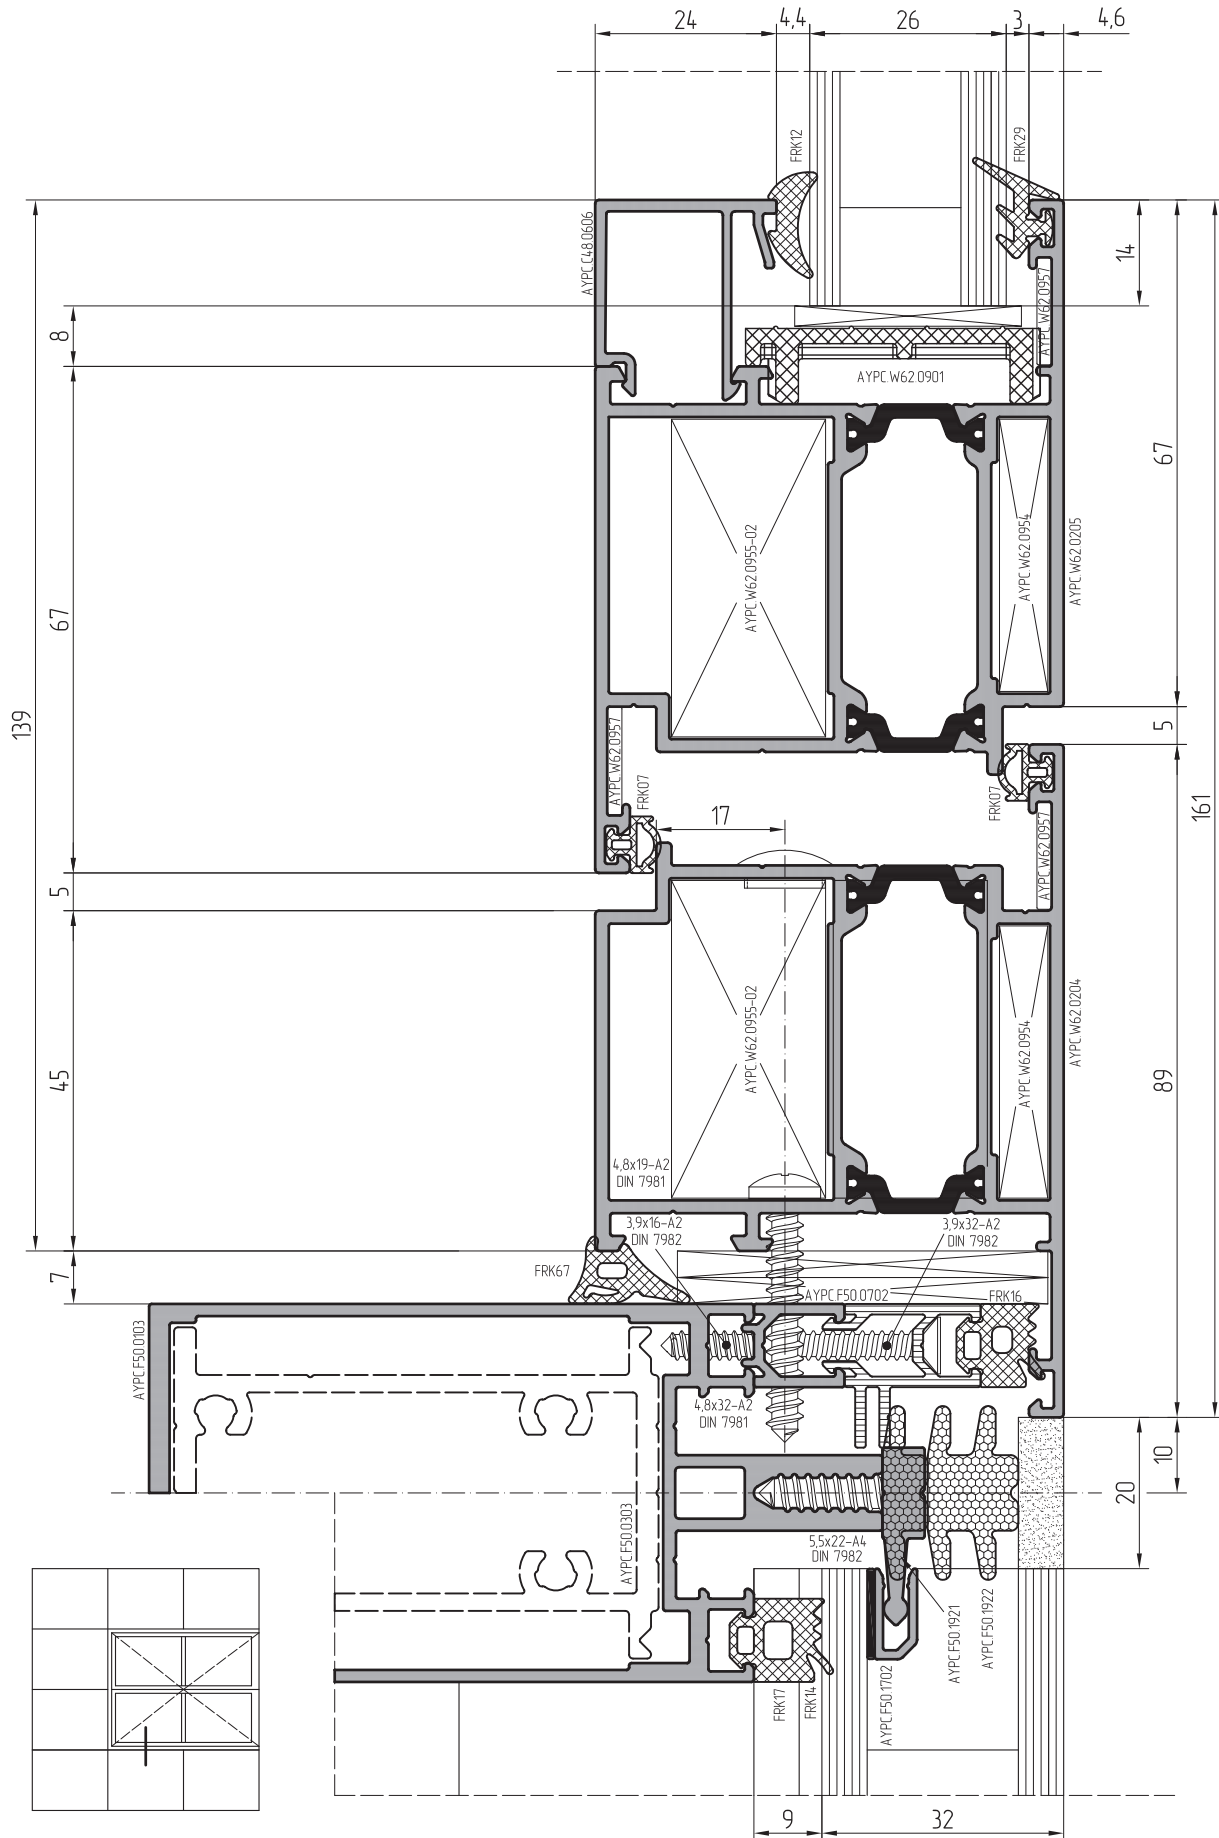 24
4,4
26
3
4,6
FRK12
FRK29
AYPC.C48.0606
14
AYPC.W62.0957
8
AYPC.W62.0901
67
67
AYPC.W62.0955-02
AYPC.W62.0954
AYPC.W62.0205
139
5
161
AYPC.W62.0957
FRK07
FRK07
17
AYPC.W62.0957
5
AYPC.W62.0955-02
AYPC.W62.0954
AYPC.W62.0204
45
89
4,8x19-A2
DIN 7981
3,9x16-A2
DIN 7982
3,9x32-A2
DIN 7982
7
FRK67
AYPC.F50.0702
FRK16
AYPC.F50.0103
4,8x32-A2
DIN 7981
10
20
AYPC.F50.0303
5,5x22-A4
DIN 7982
AYPC.F50.1921
AYPC.F50.1922
FRK17
FRK14
AYPC.F50.1702
9
32